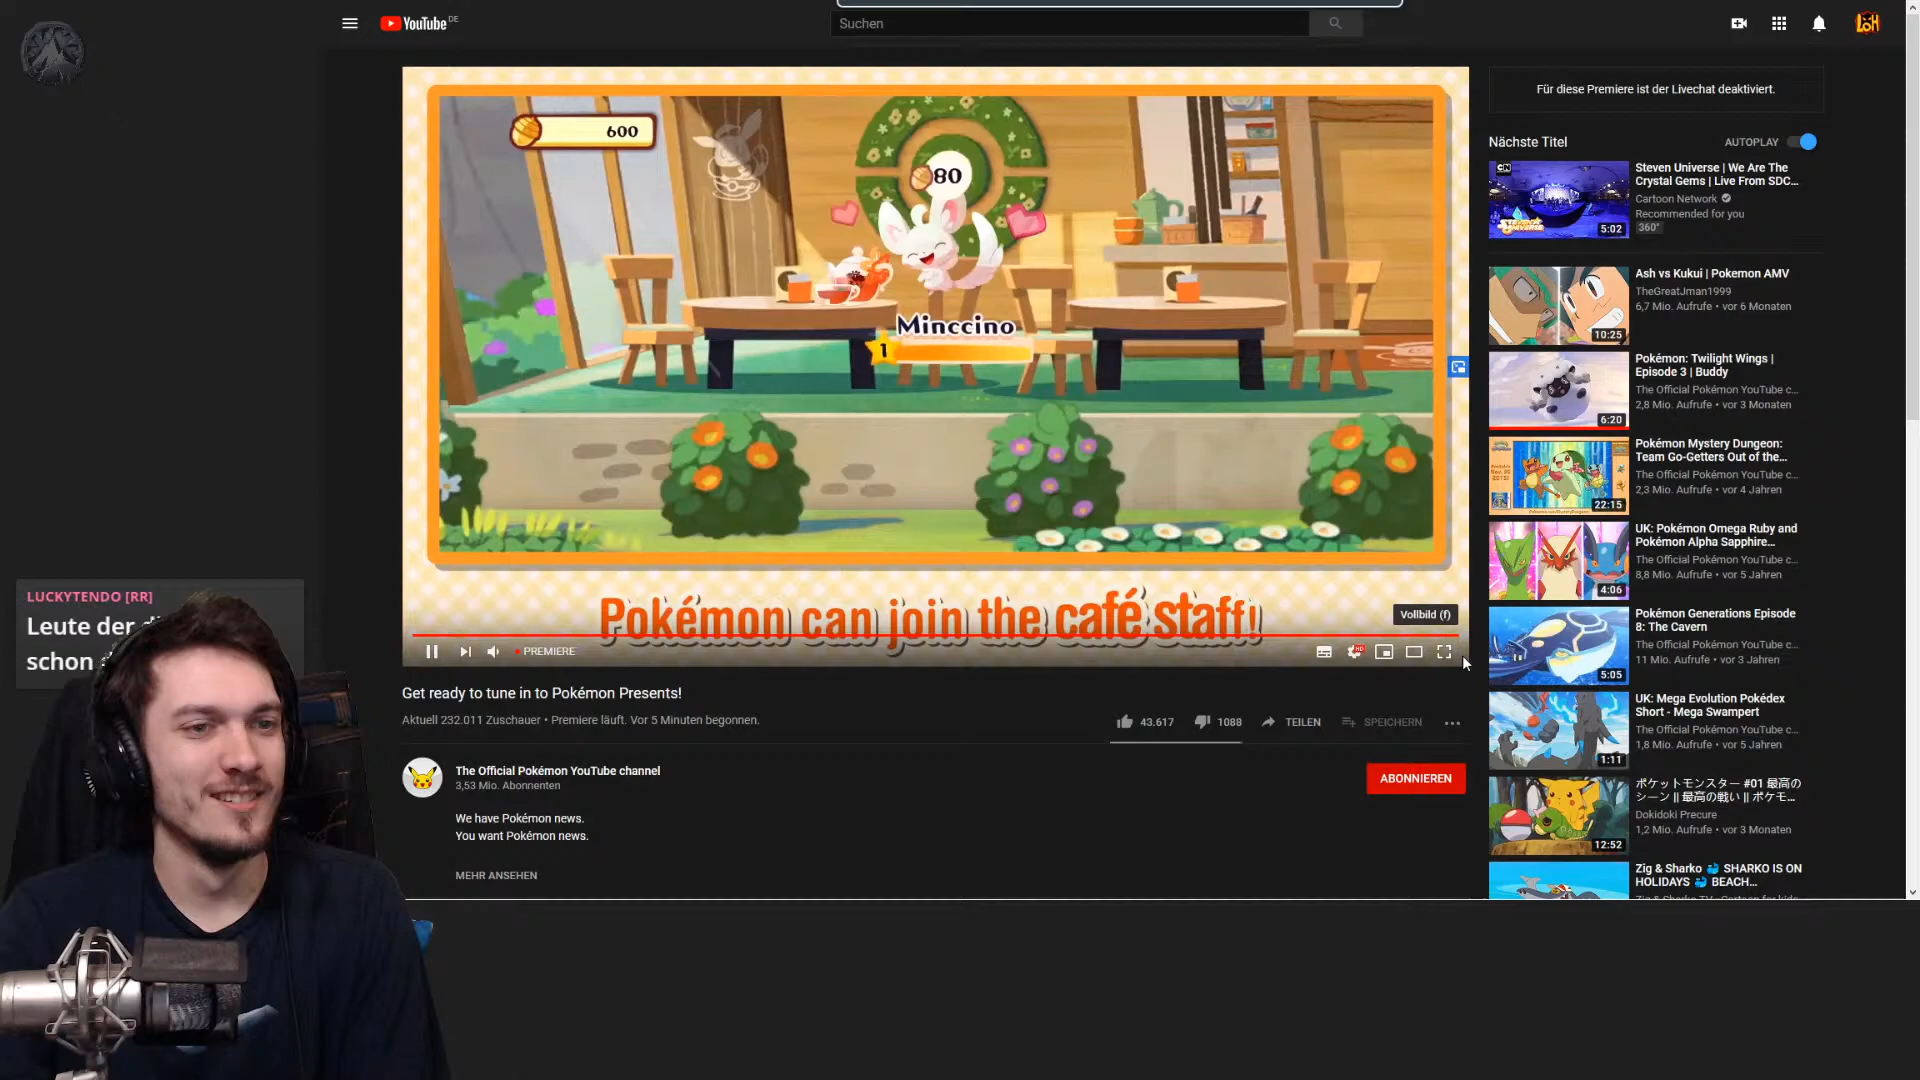 YouTube DE
Suchen
600
80
Minccino
1
Pokémon can join the café staff!
Vollbild (f)
PREMIERE
HD
Get ready to tune in to Pokémon Presents!
Aktuell 232.011 Zuschauer • Premiere läuft. Vor 5 Minuten begonnen.
43.617
1088
TEILEN
SPEICHERN
The Official Pokémon YouTube channel
3,53 Mio. Abonnenten
ABONNIEREN
We have Pokémon news.
You want Pokémon news.
MEHR ANSEHEN
LUCKYTENDO [RR]
Leute der
schon
Für diese Premiere ist der Livechat deaktiviert.
Nächste Titel
AUTOPLAY
Steven Universe | We Are The
Crystal Gems | Live From SDC...
Cartoon Network
Recommended for you
360°
5:02
Ash vs Kukui | Pokemon AMV
TheGreatJman1999
6,7 Mio. Aufrufe • vor 6 Monaten
10:25
Pokémon: Twilight Wings |
Episode 3 | Buddy
The Official Pokémon YouTube c...
2,8 Mio. Aufrufe • vor 3 Monaten
6:20
Pokémon Mystery Dungeon:
Team Go-Getters Out of the...
The Official Pokémon YouTube c...
2,3 Mio. Aufrufe • vor 4 Jahren
22:15
UK: Pokémon Omega Ruby and
Pokémon Alpha Sapphire...
The Official Pokémon YouTube c...
8,8 Mio. Aufrufe • vor 5 Jahren
4:06
Pokémon Generations Episode
8: The Cavern
The Official Pokémon YouTube c...
11 Mio. Aufrufe • vor 3 Jahren
5:05
UK: Mega Evolution Pokédex
Short - Mega Swampert
The Official Pokémon YouTube c...
1,8 Mio. Aufrufe • vor 5 Jahren
1:11
ポケットモンスター #01 最高の
シーン || 最高の戦い || ポケモ...
Dokidoki Precure
1,2 Mio. Aufrufe • vor 3 Monaten
12:52
Zig & Sharko SHARKO IS ON
HOLIDAYS BEACH...